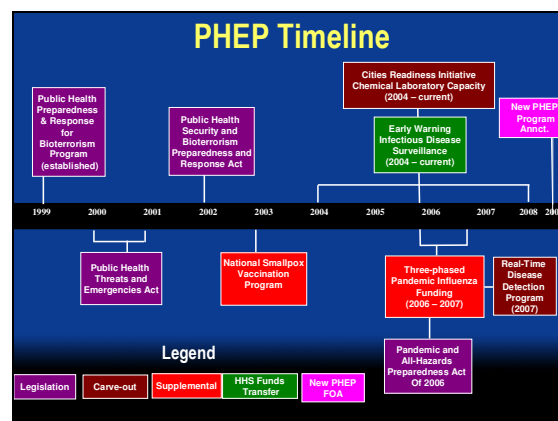 PHEP Timeline
Cities Readiness Initiative
Chemical Laboratory Capacity
(2004 – current)
Public Health
Preparedness
& Response
for
Bioterrorism
Program
(established)
Public Health
Security and
Bioterrorism
Preparedness and
Response Act
Early Warning
Infectious Disease
Surveillance
(2004 – current)
New PHEP
Program
Annct.
1999 2000 2001 2002 2003 2004 2005 2006 2007 2008
Public Health
Threats and
Emergencies Act
National Smallpox
Vaccination
Program
Three-phased
Pandemic Influenza
Funding
(2006 – 2007)
Real-Time
Disease
Detection
Program
(2007)
Pandemic and
All-Hazards
Preparedness Act
Of 2006
Legend
Legislation
Carve-out
Supplemental
HHS Funds
Transfer
New PHEP
FOA